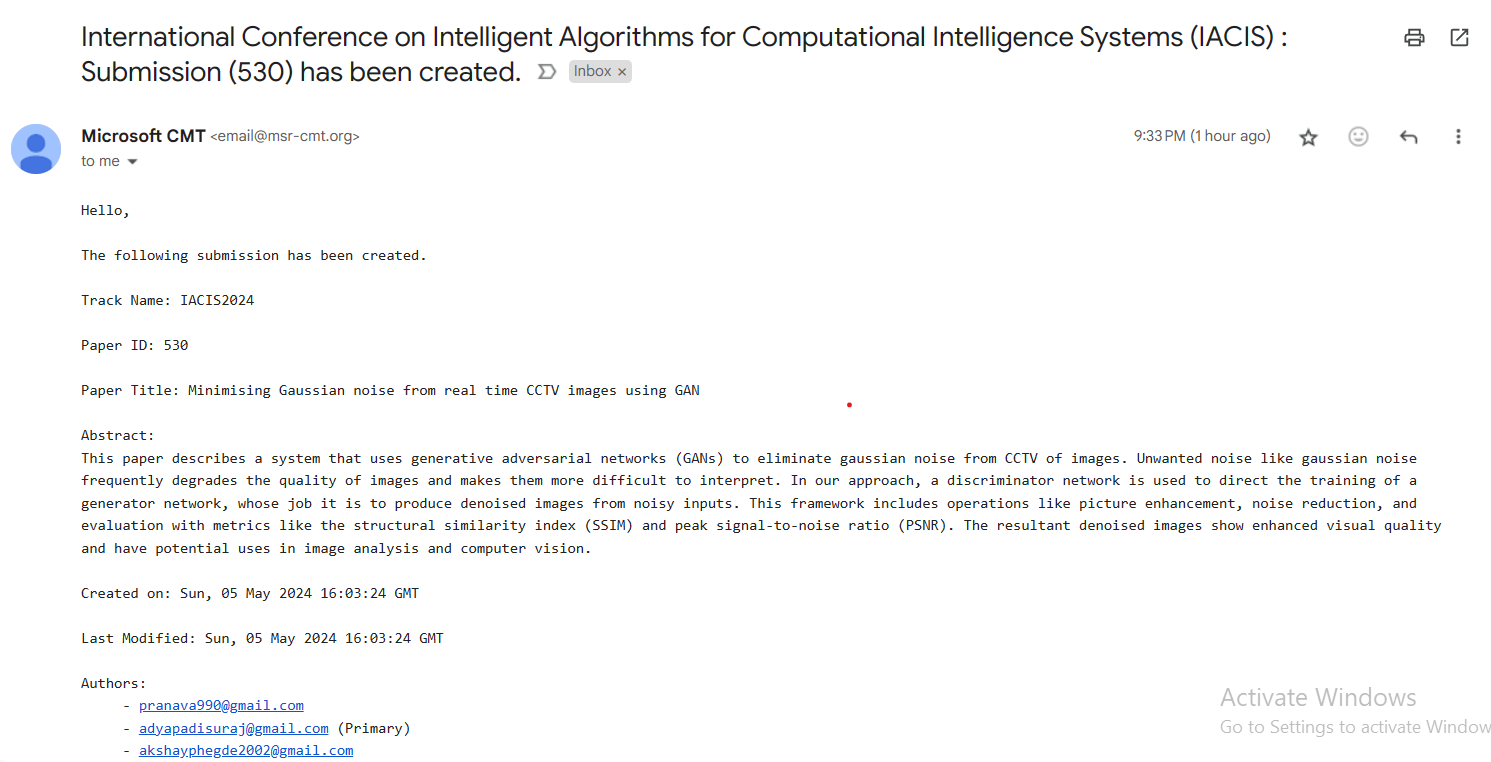 International Conference on Intelligent Algorithms for Computational Intelligence Systems (IACIS) :
Submission (530) has been created. Inbox ×
Microsoft CMT <email@msr-cmt.org> 9:33 PM (1 hour ago)
to me
Hello,
The following submission has been created.
Track Name: IACIS2024
Paper ID: 530
Paper Title: Minimising Gaussian noise from real time CCTV images using GAN
Abstract:
This paper describes a system that uses generative adversarial networks (GANs) to eliminate gaussian noise from CCTV of images. Unwanted noise like gaussian noise
frequently degrades the quality of images and makes them more difficult to interpret. In our approach, a discriminator network is used to direct the training of a
generator network, whose job it is to produce denoised images from noisy inputs. This framework includes operations like picture enhancement, noise reduction, and
evaluation with metrics like the structural similarity index (SSIM) and peak signal-to-noise ratio (PSNR). The resultant denoised images show enhanced visual quality
and have potential uses in image analysis and computer vision.
Created on: Sun, 05 May 2024 16:03:24 GMT
Last Modified: Sun, 05 May 2024 16:03:24 GMT
Authors:
- pranava990@gmail.com
- adyapadisuraj@gmail.com (Primary)
- akshayphegde2002@gmail.com
Activate Windows
Go to Settings to activate Window